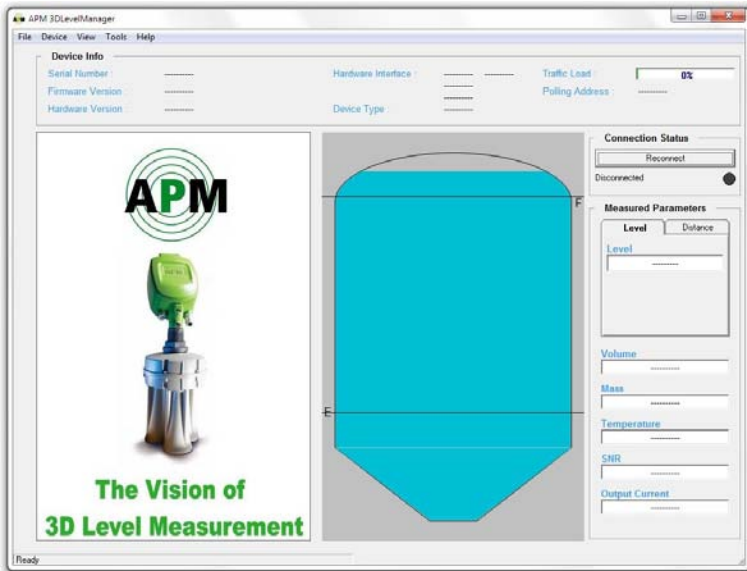 APM 3DLevelManager
File Device View Tools Help
Device Info
Serial Number : ---------
Hardware Interface : --------- ---------
Traffic Load : 0%
Firmware Version ---------
---------
Polling Address : ---------
---------
Hardware Version ---------
Device Type : ---------
APM
The Vision of
3D Level Measurement
F
E
Connection Status
Reconnect
Disconnected
Measured Parameters
Level Distance
Level
---------
Volume
---------
Mass
---------
Temperature
---------
SNR
---------
Output Current
---------
Ready